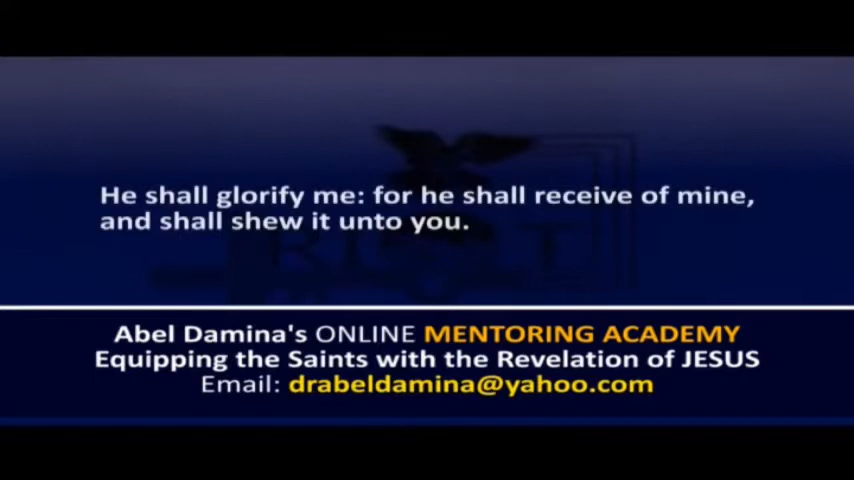 He shall glorify me: for he shall receive of mine,
and shall shew it unto you.
Abel Damina's ONLINE MENTORING ACADEMY
Equipping the Saints with the Revelation of JESUS
Email: drabeldamina@yahoo.com